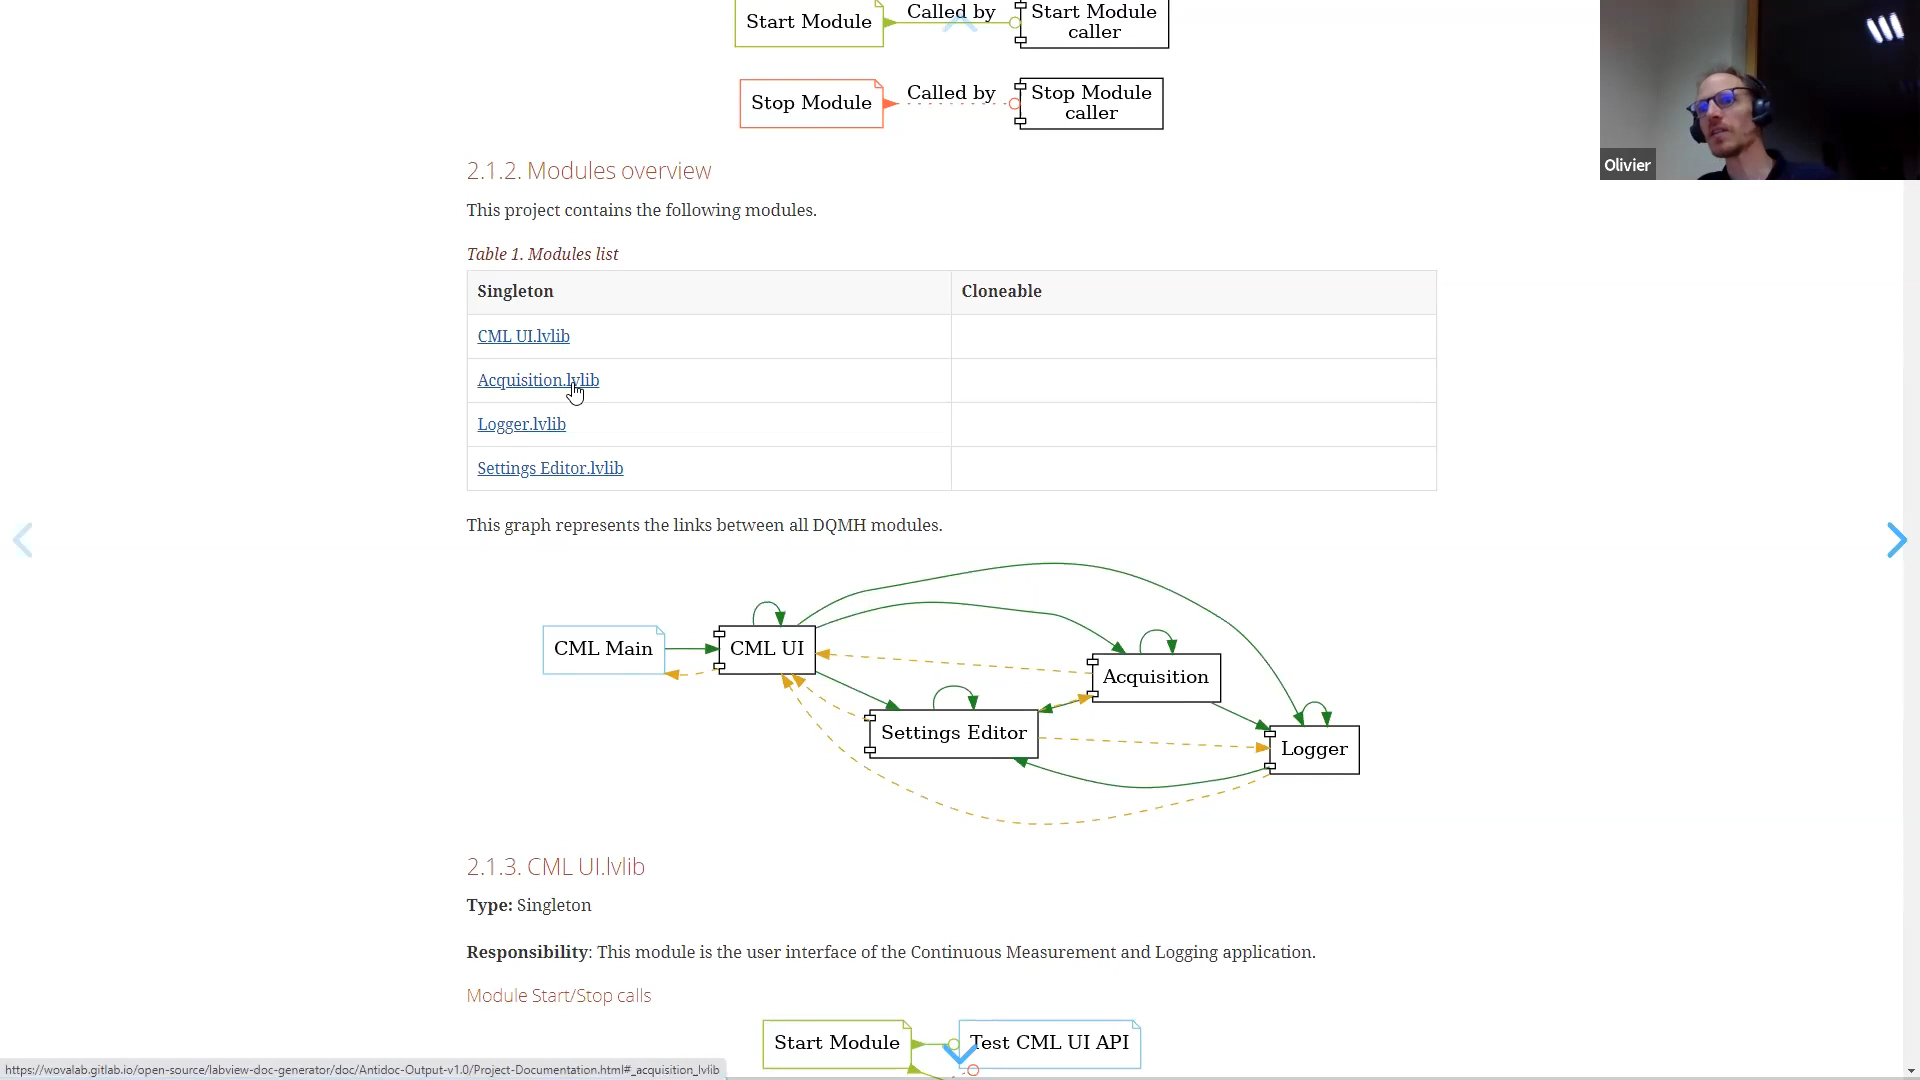 Start Module
Called by
Start Module
caller
Stop Module
Called by
Stop Module
caller
Olivier
2.1.2. Modules overview
This project contains the following modules.
Table 1. Modules list
Singleton
Cloneable
CML UI.lvlib
Acquisition.lvlib
Logger.lvlib
Settings Editor.lvlib
This graph represents the links between all DQMH modules.
CML Main
CML UI
Acquisition
Settings Editor
Logger
2.1.3. CML UI.lvlib
Type: Singleton
Responsibility: This module is the user interface of the Continuous Measurement and Logging application.
Module Start/Stop calls
Start Module
Test CML UI API
https://wovalab.gitlab.io/open-source/labview-doc-generator/doc/Antidoc-Output-v1.0/Project-Documentation.html#_acquisition_lvlib